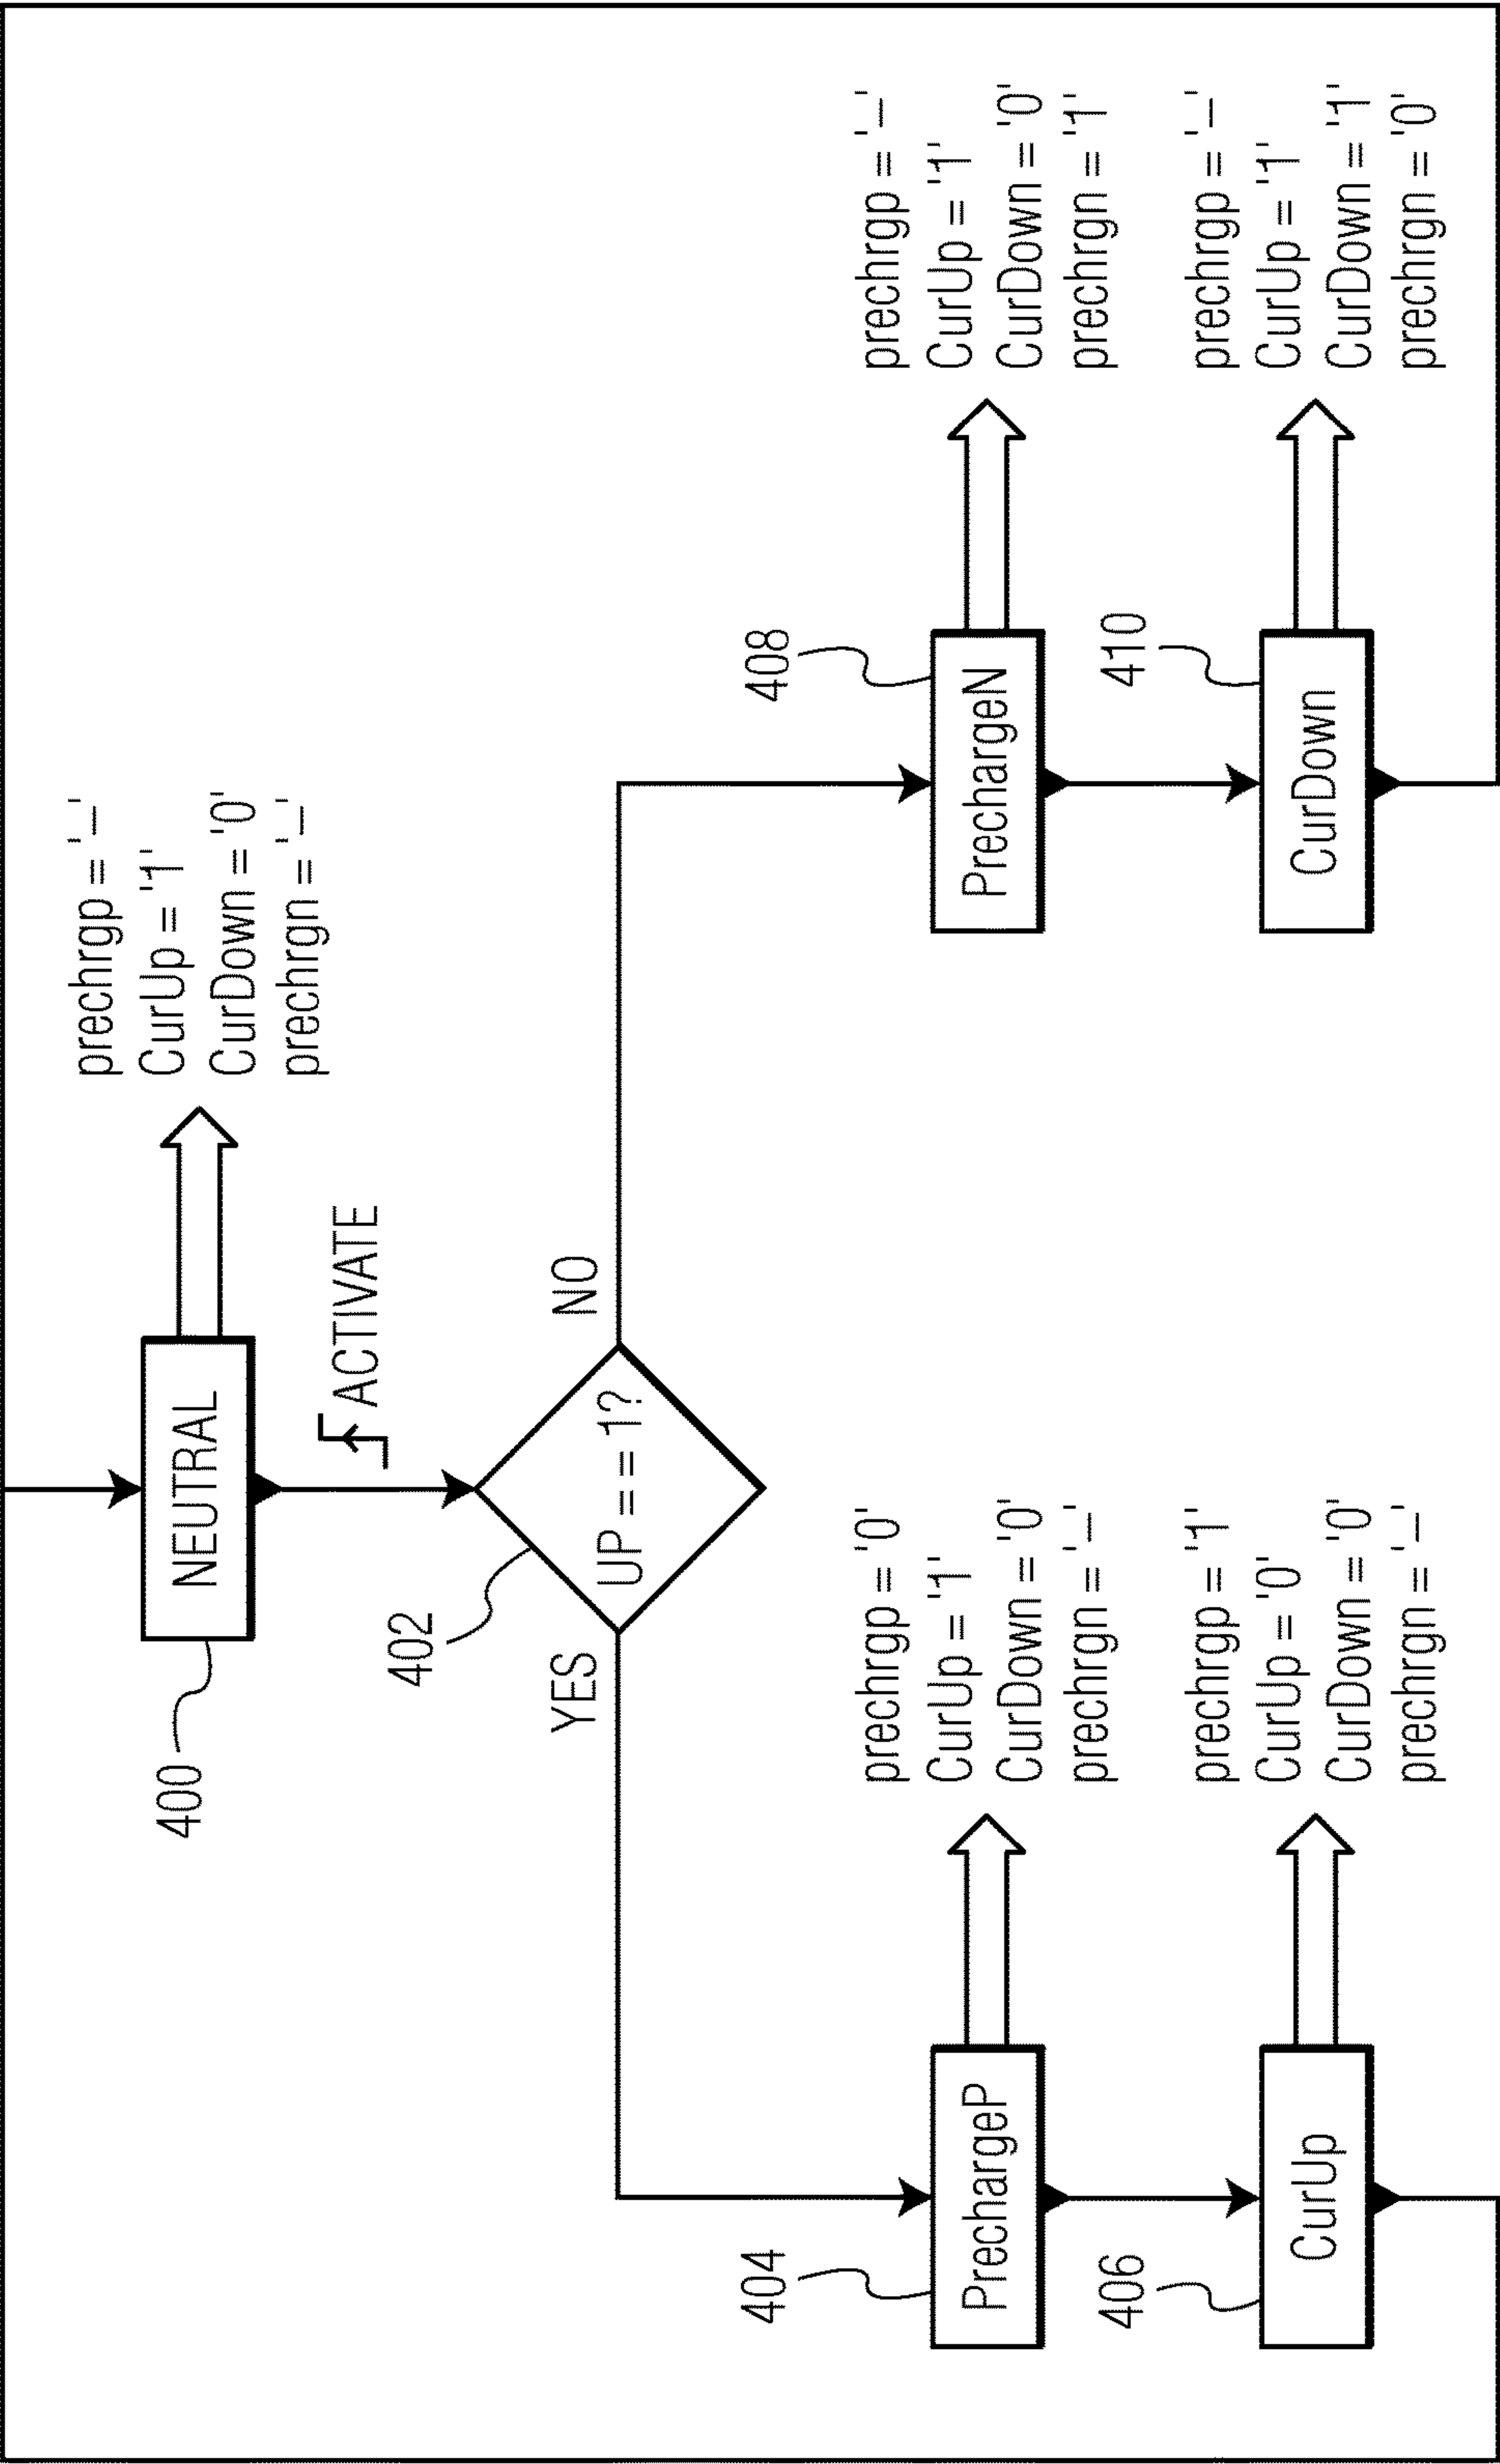 400
NEUTRAL
prechrgp = '_'
CurUp = '1'
CurDown = '0'
prechrgn = '_'
ACTIVATE
402
UP = = 1?
YES
NO
404
PrechargeP
prechrgp = '0'
CurUp = '1'
CurDown = '0'
prechrgn = '_'
408
PrechargeN
prechrgp = '_'
CurUp = '1'
CurDown = '0'
prechrgn = '1'
406
CurUp
prechrgp = '1'
CurUp = '0'
CurDown = '0'
prechrgn = '_'
410
CurDown
prechrgp = '_'
CurUp = '1'
CurDown = '1'
prechrgn = '0'